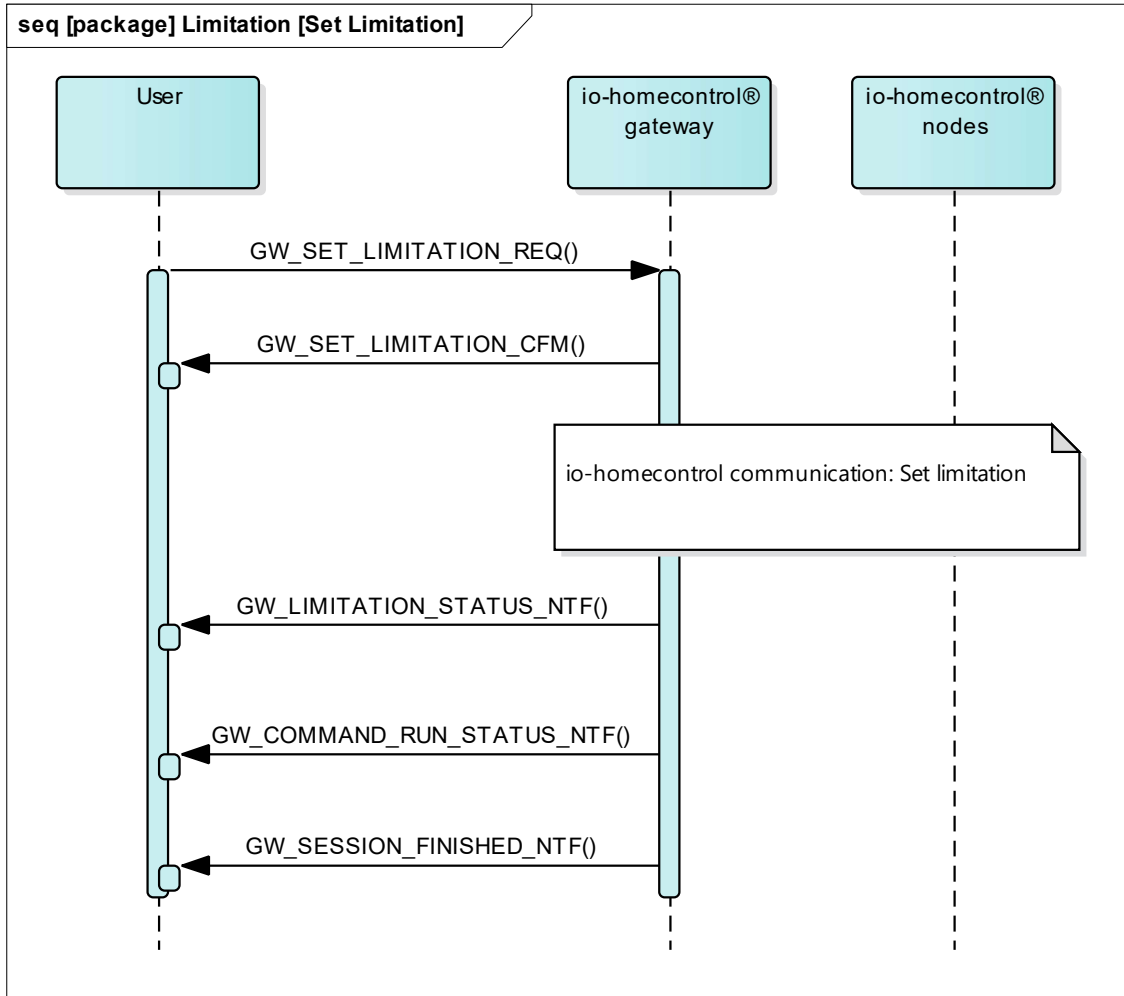 seq [package] Limitation [Set Limitation]
User
io-homecontrol®
gateway
io-homecontrol®
nodes
GW_SET_LIMITATION_REQ()
GW_SET_LIMITATION_CFM()
io-homecontrol communication: Set limitation
GW_LIMITATION_STATUS_NTF()
GW_COMMAND_RUN_STATUS_NTF()
GW_SESSION_FINISHED_NTF()